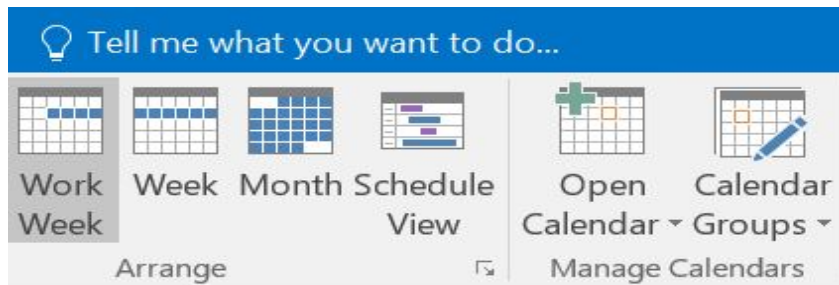 Tell me what you want to do...
Work Week Month Schedule Open Calendar
Week View Calendar Groups
Arrange Manage Calendars